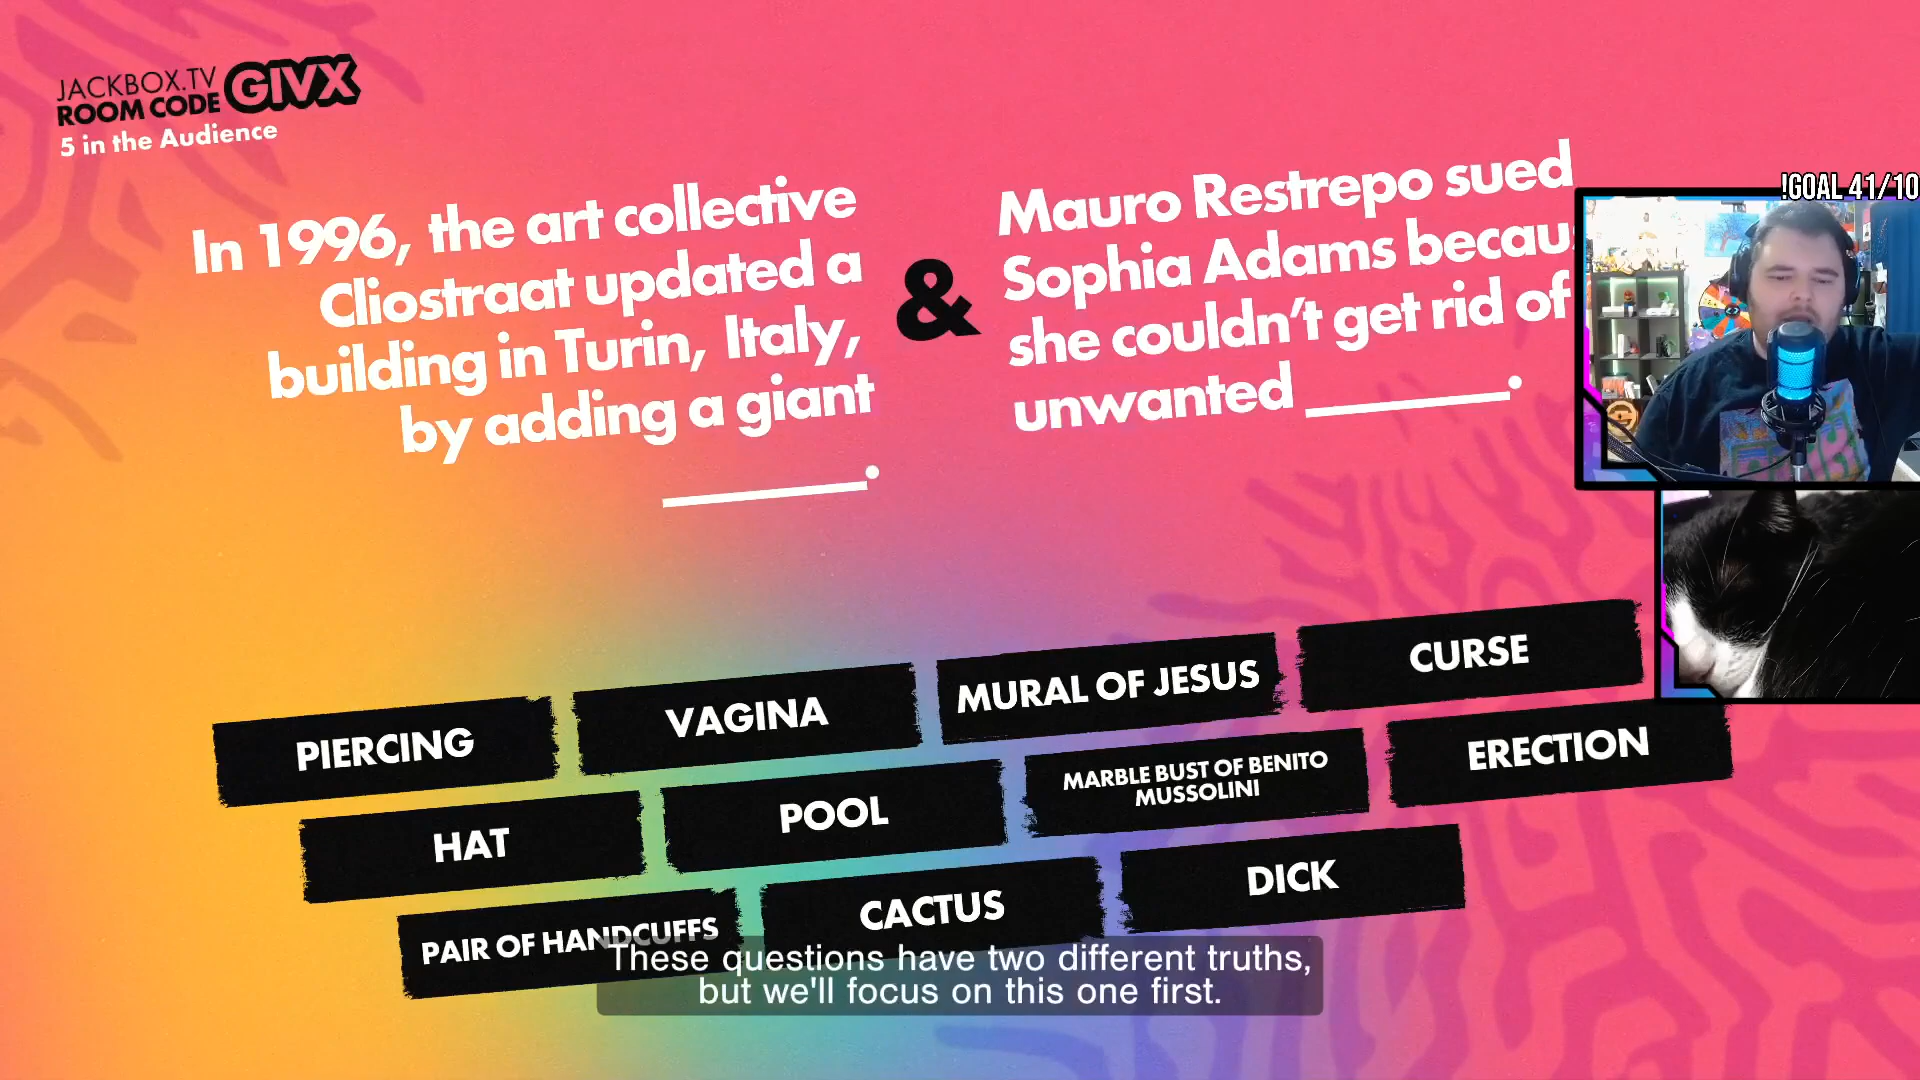 JACKBOX.TV
ROOM CODE GIVX
5 in the Audience
!GOAL 41/10
In 1996, the art collective
Cliostraat updated a
building in Turin, Italy,
by adding a giant
______.
&
Mauro Restrepo sued
Sophia Adams
she couldn't get rid of
unwanted ______.
PIERCING
VAGINA
MURAL OF JESUS
CURSE
HAT
POOL
MARBLE BUST OF BENITO
MUSSOLINI
ERECTION
PAIR OF HANDCUFFS
CACTUS
DICK
These questions have two different truths,
but we'll focus on this one first.